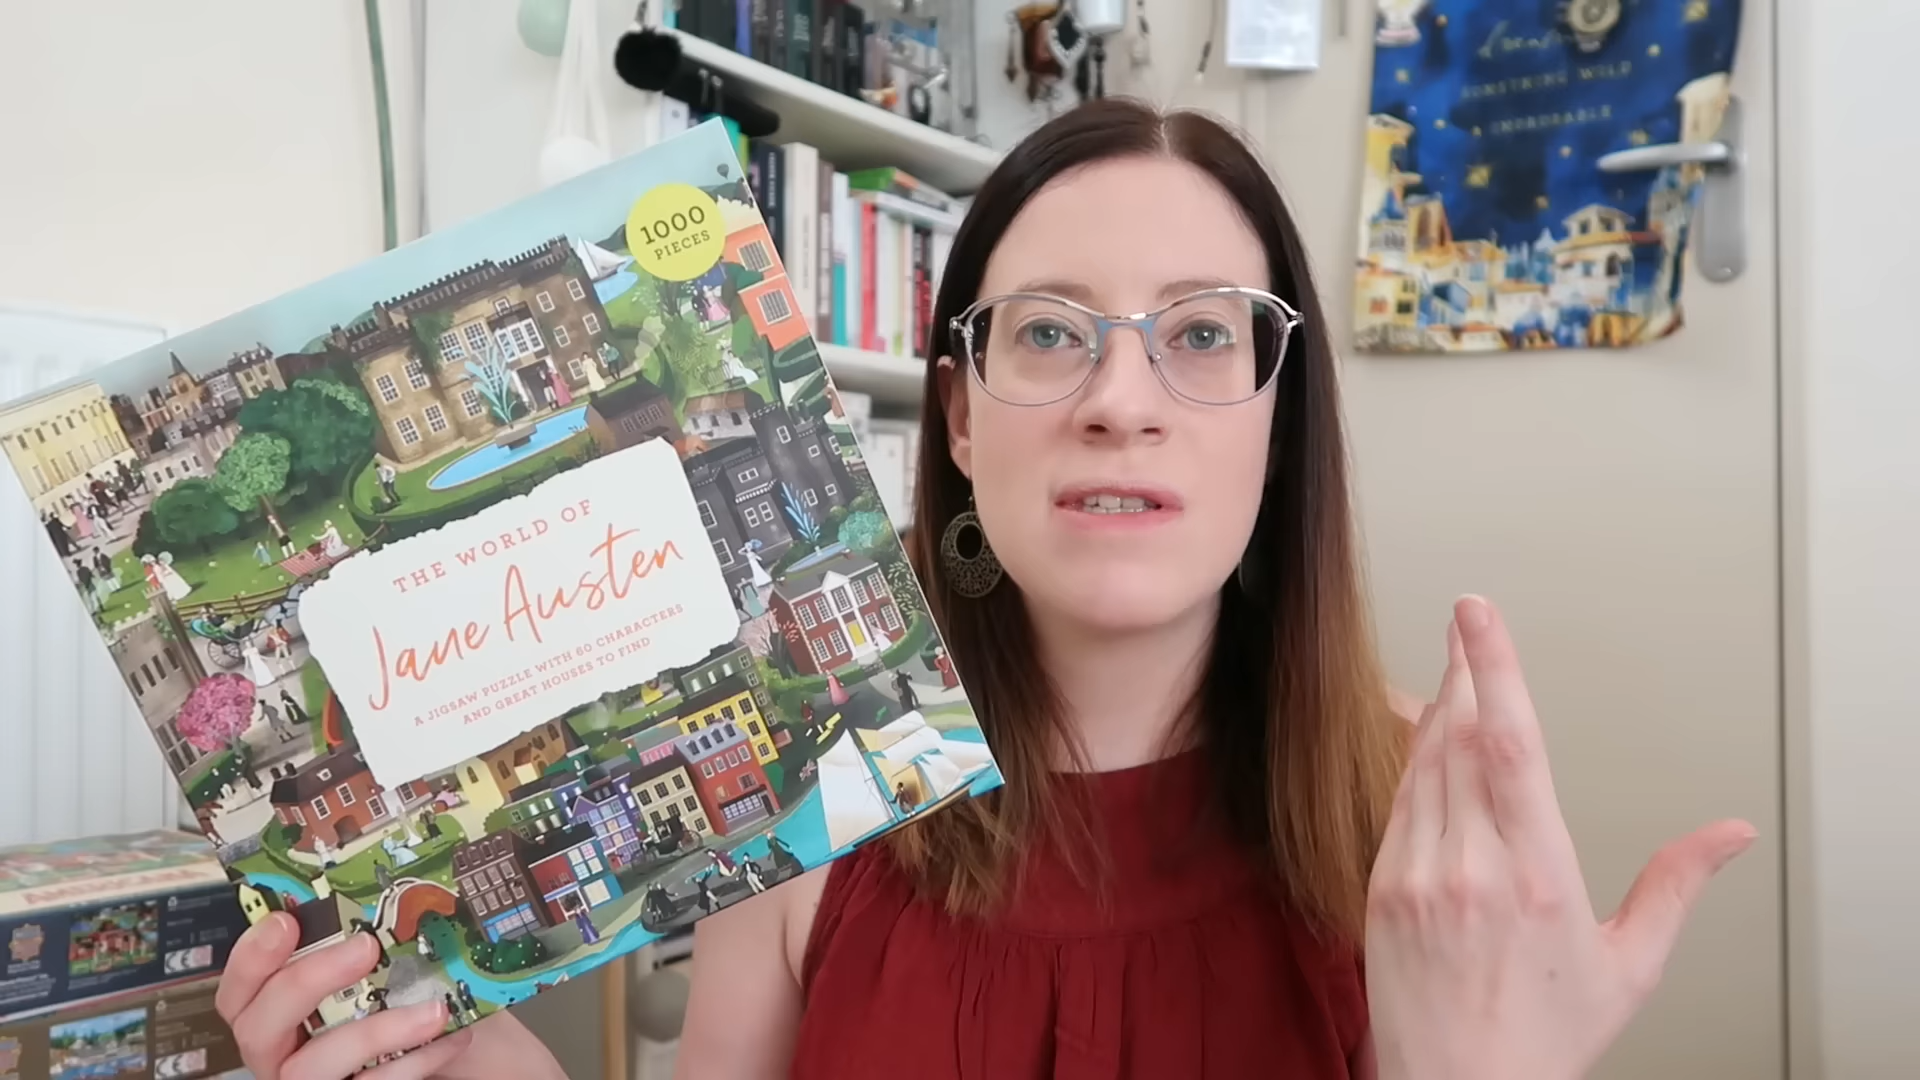 1000
PIECES
THE WORLD OF
Jane Austen
A JIGSAW PUZZLE WITH 60 CHARACTERS
AND GREAT HOUSES TO FIND
SOMETHING WILD